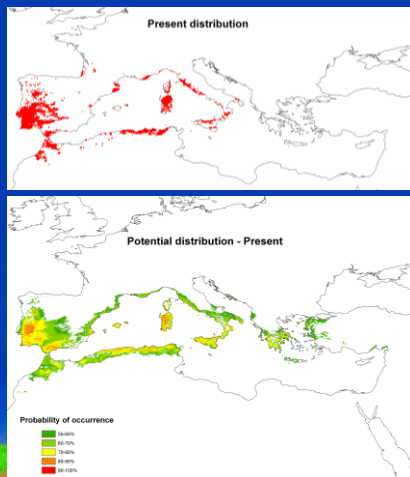 Present distribution
Potential distribution - Present
Probability of occurrence
50-60%
60-70%
70-80%
80-90%
90-100%